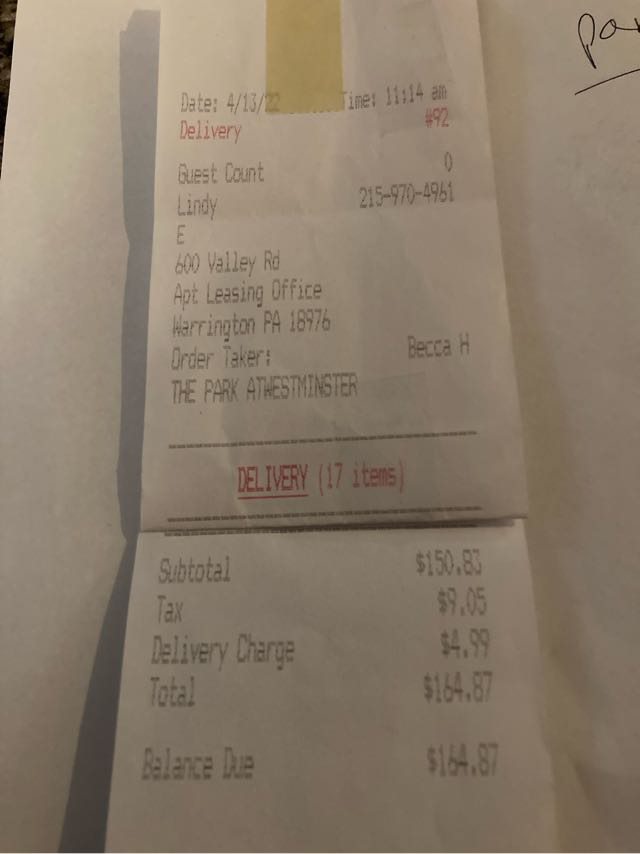 Date: 4/13/22 Time: 11:14 am
Delivery #92
Guest Count 0
Lindy 215-970-4961
E
600 Valley Rd
Apt Leasing Office
Warrington PA 18976
Order Taker: Becca H
THE PARK ATWESTMINSTER
DELIVERY (17 items)
Subtotal $150.83
Tax $9.05
Delivery Charge $4.99
Total $164.87
Balance Due $164.87